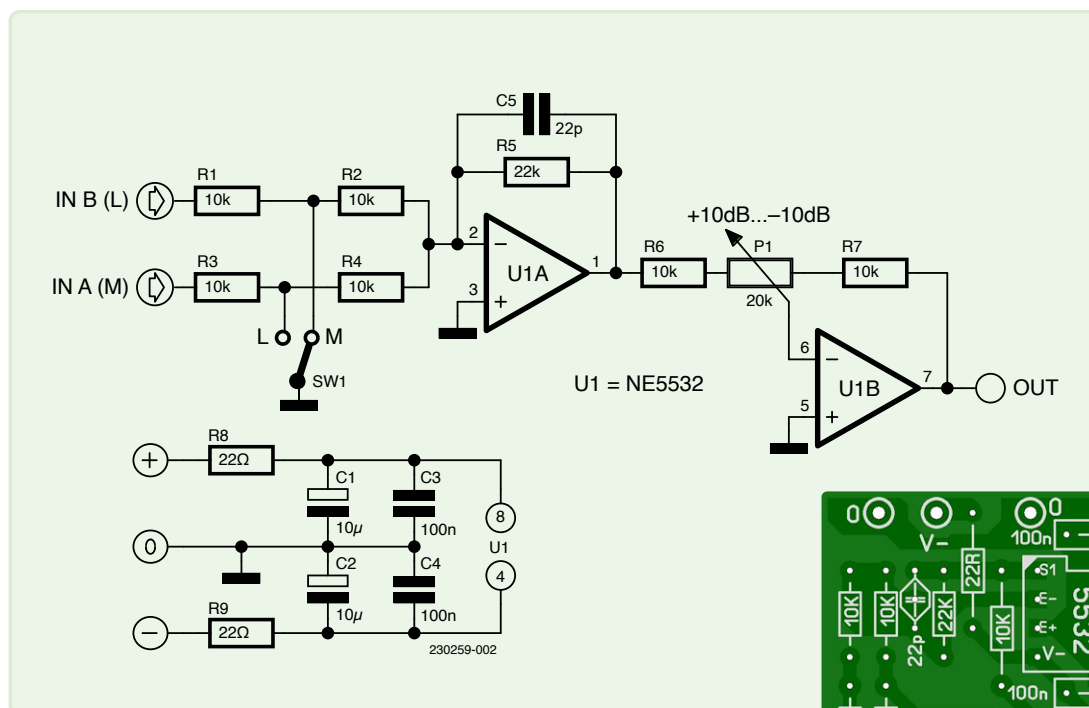 C5
22p
R5
22k
IN B (L)
R1
10k
R2
10k
IN A (M)
R3
10k
R4
10k
2
−
3
+
U1A
1
+10dB...−10dB
R6
10k
P1
20k
R7
10k
L
M
SW1
U1 = NE5532
6
−
5
+
U1B
7
OUT
+
R8
22Ω
C1
10µ
C3
100n
8
U1
4
0
C2
10µ
C4
100n
−
R9
22Ω
230259-002
0
V-
0
100n
22R
S1
E-
E+
V-
5532
10K
10K
22p
22K
10K
100n